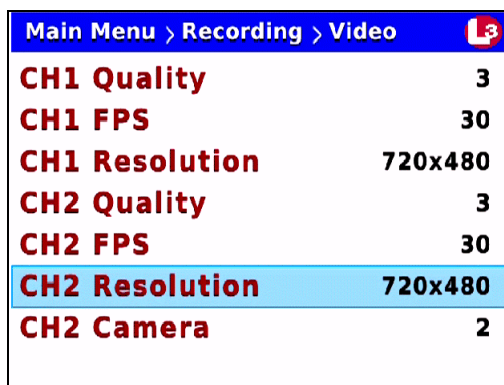 Main Menu > Recording > Video L3
CH1 Quality 3
CH1 FPS 30
CH1 Resolution 720x480
CH2 Quality 3
CH2 FPS 30
CH2 Resolution 720x480
CH2 Camera 2